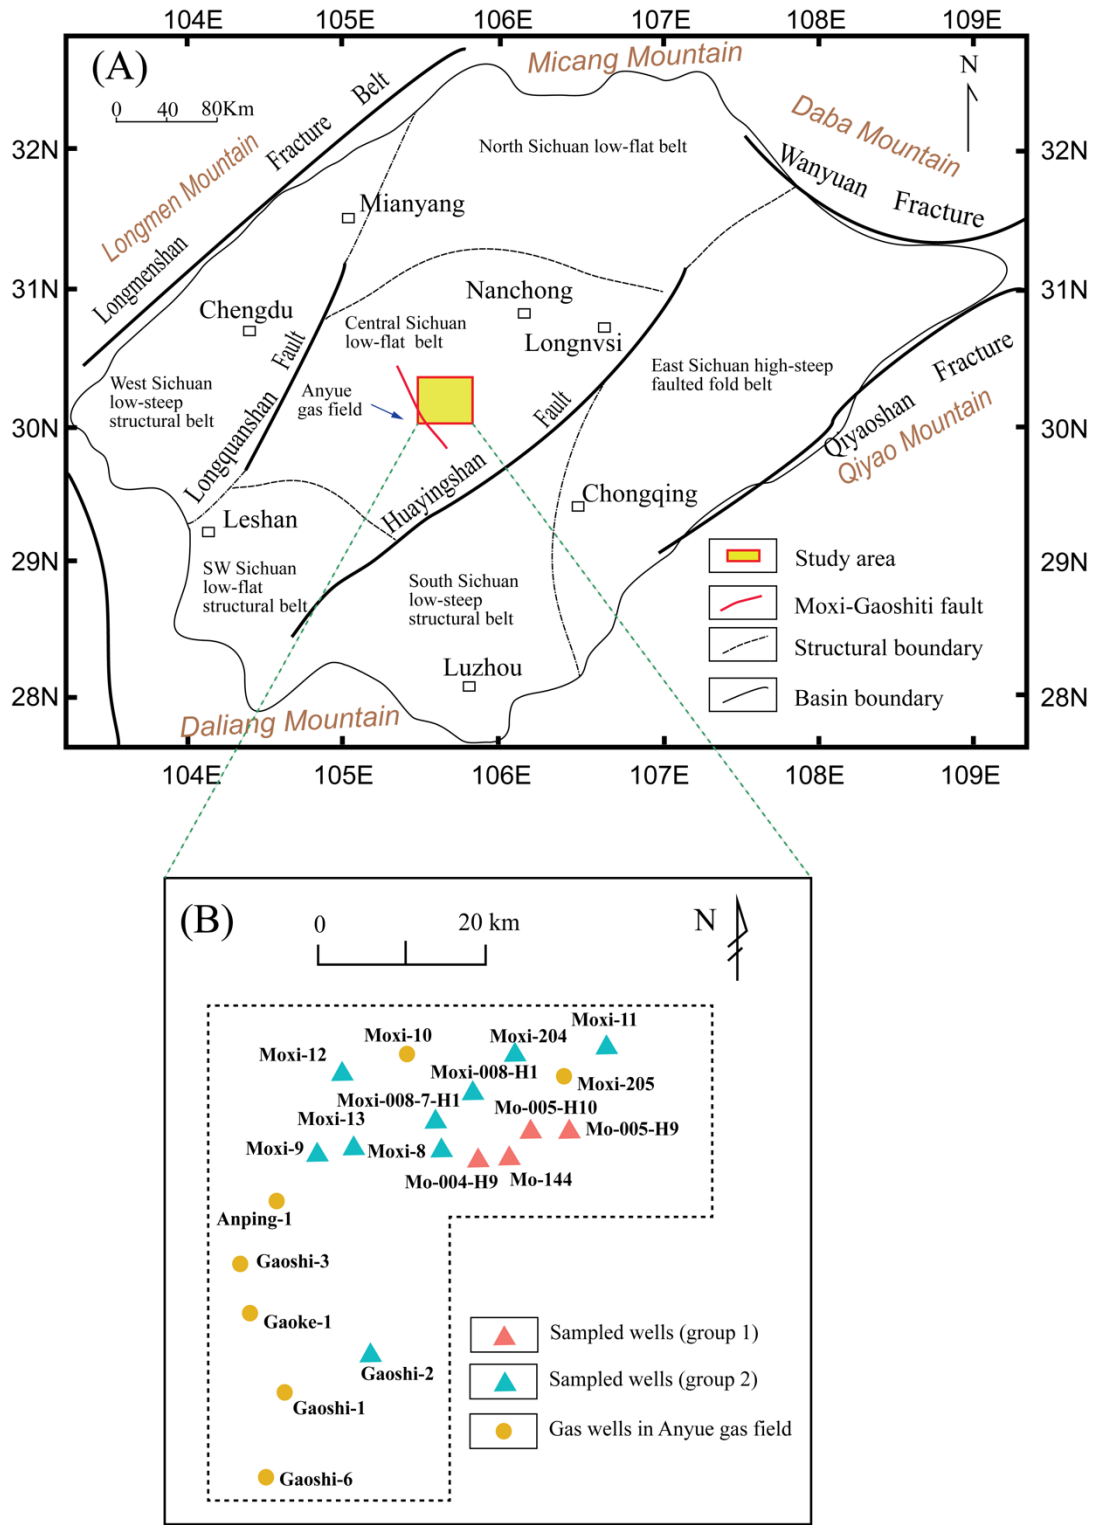 104E 105E 106E 107E 108E 109E
(A)
Micang Mountain
N
0 40 80Km
Longmenshan Fracture Belt
Longmen Mountain
Daba Mountain
Wanyuan Fracture
32N
32N
North Sichuan low-flat belt
Mianyang
31N
31N
Chengdu
Nanchong
Longnvsi
Central Sichuan
low-flat belt
Longquanshan Fault
West Sichuan
low-steep
structural belt
Anyue
gas field
East Sichuan high-steep
faulted fold belt
Huayingshan Fault
Qiyaoshan Fracture
Qiyao Mountain
30N
30N
Chongqing
Leshan
29N
29N
SW Sichuan
low-flat
structural belt
South Sichuan
low-steep
structural belt
Luzhou
28N
28N
Daliang Mountain
Study area
Moxi-Gaoshiti fault
Structural boundary
Basin boundary
104E 105E 106E 107E 108E 109E
(B)
0 20 km
N
Moxi-11
Moxi-10
Moxi-204
Moxi-12
Moxi-008-H1
Moxi-205
Moxi-008-7-H1
Mo-005-H10
Moxi-13
Mo-005-H9
Moxi-9
Moxi-8
Mo-004-H9
Mo-144
Anping-1
Gaoshi-3
Gaoke-1
Gaoshi-2
Gaoshi-1
Gaoshi-6
Sampled wells (group 1)
Sampled wells (group 2)
Gas wells in Anyue gas field